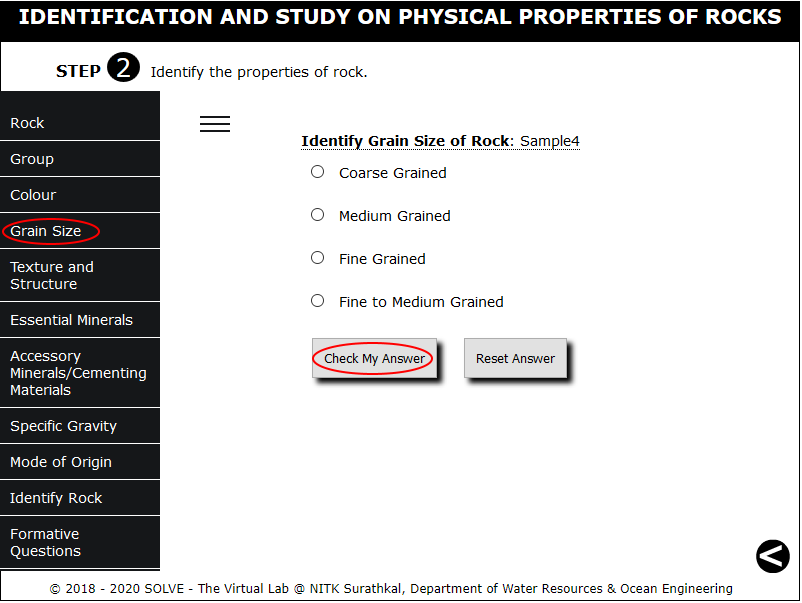 IDENTIFICATION AND STUDY ON PHYSICAL PROPERTIES OF ROCKS
STEP 2 Identify the properties of rock.
Rock
Group
Colour
Grain Size
Texture and
Structure
Essential Minerals
Accessory
Minerals/Cementing
Materials
Specific Gravity
Mode of Origin
Identify Rock
Formative
Questions
Identify Grain Size of Rock: Sample4
Coarse Grained
Medium Grained
Fine Grained
Fine to Medium Grained
Check My Answer
Reset Answer
<
© 2018 - 2020 SOLVE - The Virtual Lab @ NITK Surathkal, Department of Water Resources & Ocean Engineering